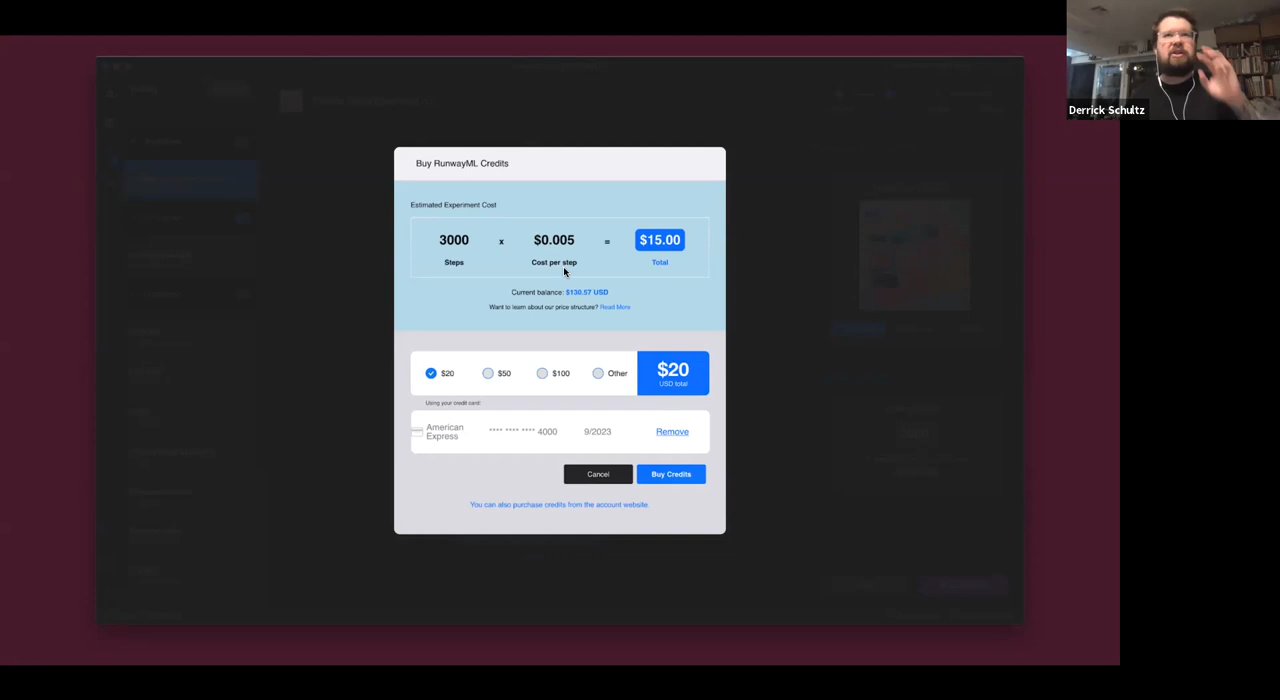 Derrick Schultz
Buy RunwayML Credits
Estimated Experiment Cost
3000 x $0.005 = $15.00
Steps Cost per step Total
Current balance: $130.57 USD
Want to learn about our price structure? Read More
$20 $50 $100 Other $20
USD total
Using your credit card:
American Express **** **** **** 4000 9/2023 Remove
Cancel Buy Credits
You can also purchase credits from the account website.